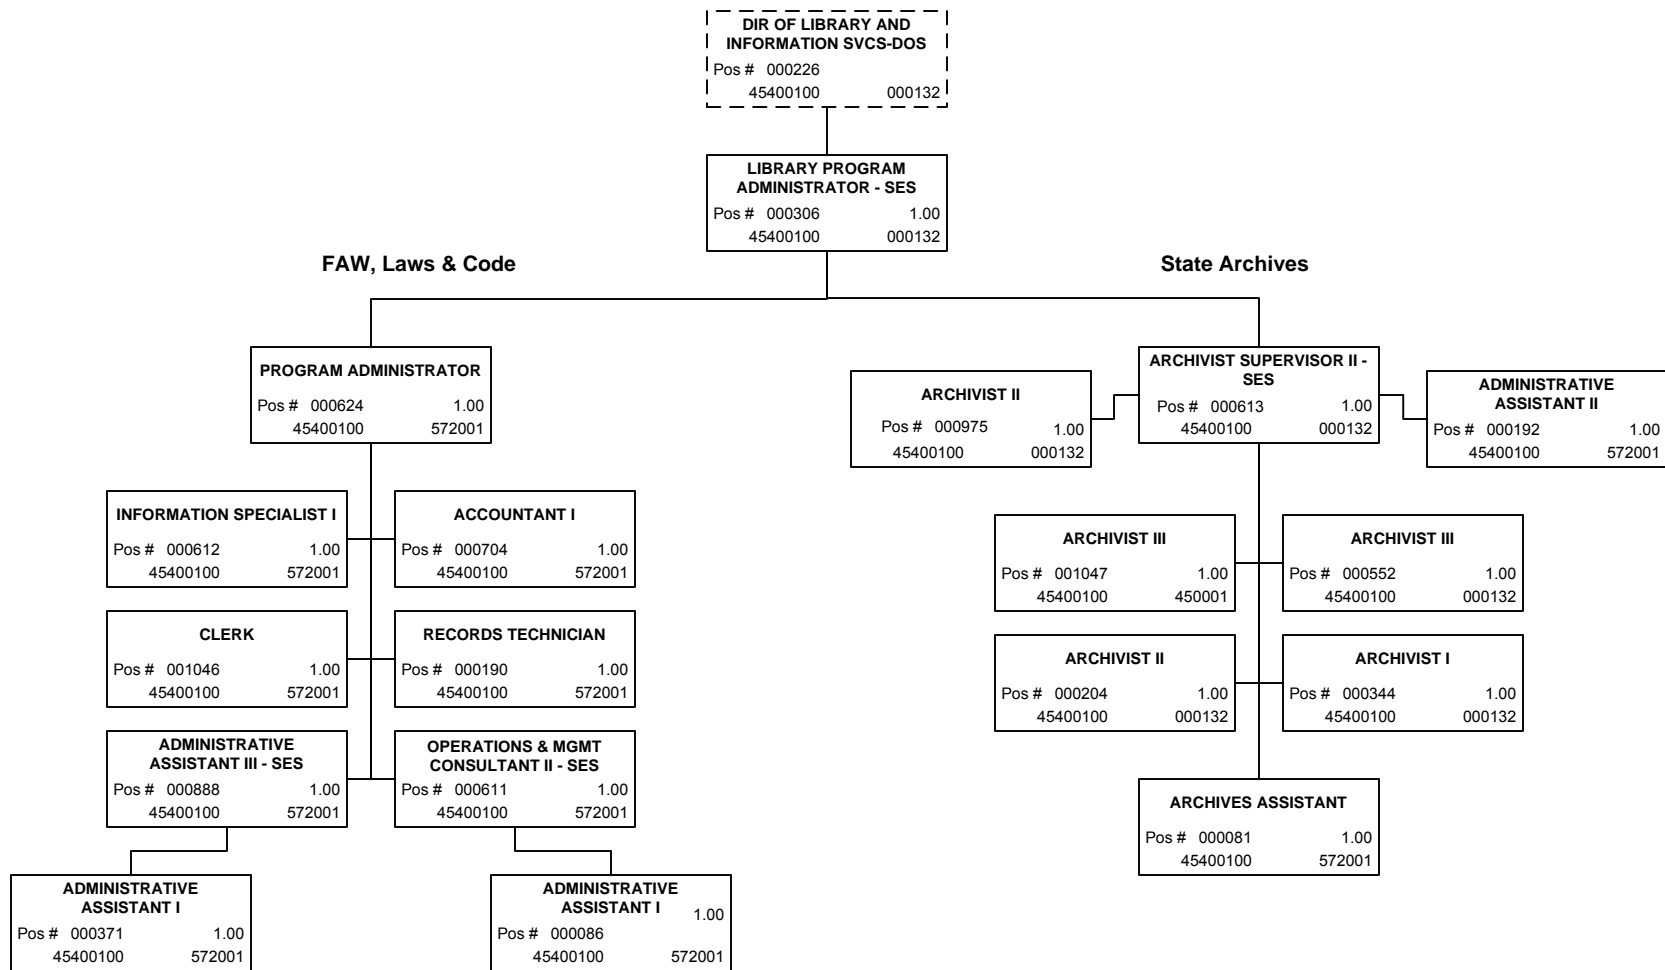 DIR OF LIBRARY AND
INFORMATION SVCS-DOS
Pos # 000226
45400100 000132
LIBRARY PROGRAM
ADMINISTRATOR - SES
Pos # 000306 1.00
45400100 000132
FAW, Laws & Code
State Archives
PROGRAM ADMINISTRATOR
Pos # 000624 1.00
45400100 572001
INFORMATION SPECIALIST I
Pos # 000612 1.00
45400100 572001
ACCOUNTANT I
Pos # 000704 1.00
45400100 572001
CLERK
Pos # 001046 1.00
45400100 572001
RECORDS TECHNICIAN
Pos # 000190 1.00
45400100 572001
ADMINISTRATIVE
ASSISTANT III - SES
Pos # 000888 1.00
45400100 572001
OPERATIONS & MGMT
CONSULTANT II - SES
Pos # 000611 1.00
45400100 572001
ADMINISTRATIVE
ASSISTANT I
Pos # 000371 1.00
45400100 572001
ADMINISTRATIVE
ASSISTANT I
1.00
Pos # 000086
45400100 572001
ARCHIVIST II
Pos # 000975 1.00
45400100 000132
ARCHIVIST SUPERVISOR II -
SES
Pos # 000613 1.00
45400100 000132
ADMINISTRATIVE
ASSISTANT II
Pos # 000192 1.00
45400100 572001
ARCHIVIST III
Pos # 001047 1.00
45400100 450001
ARCHIVIST III
Pos # 000552 1.00
45400100 000132
ARCHIVIST II
Pos # 000204 1.00
45400100 000132
ARCHIVIST I
Pos # 000344 1.00
45400100 000132
ARCHIVES ASSISTANT
Pos # 000081 1.00
45400100 572001